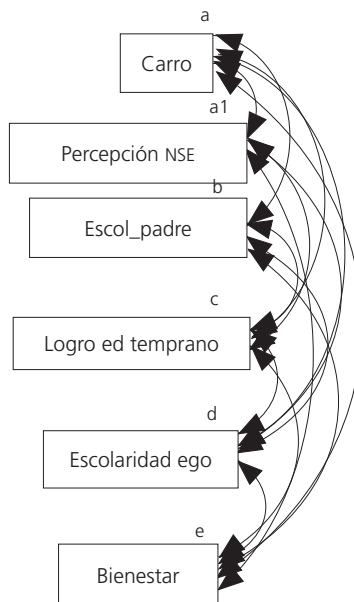 a
Carro
a1
Percepción NSE
b
Escol_padre
c
Logro ed temprano
d
Escolaridad ego
e
Bienestar